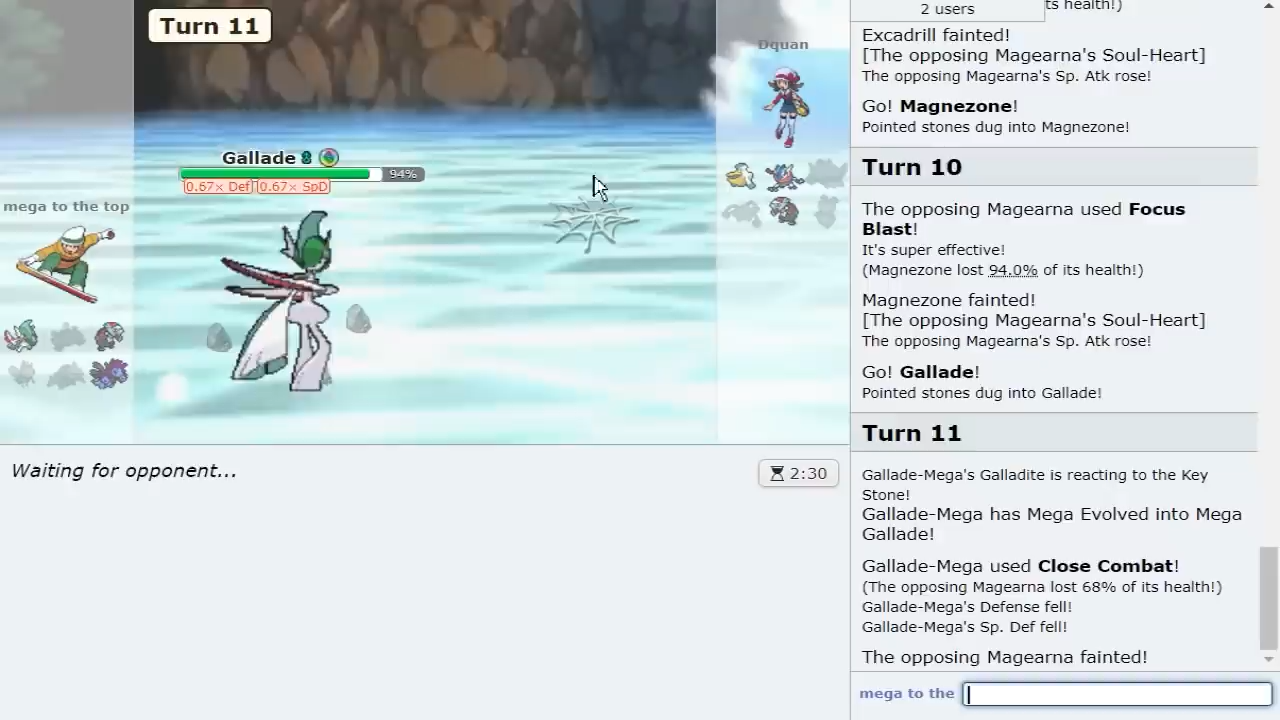 Turn 11
Dquan
Gallade
94%
0.67× Def 0.67× SpD
mega to the top
Waiting for opponent...
2:30
2 users
ts health!)
Excadrill fainted!
[The opposing Magearna's Soul-Heart]
The opposing Magearna's Sp. Atk rose!
Go! Magnezone!
Pointed stones dug into Magnezone!
Turn 10
The opposing Magearna used Focus
Blast!
It's super effective!
(Magnezone lost 94.0% of its health!)
Magnezone fainted!
[The opposing Magearna's Soul-Heart]
The opposing Magearna's Sp. Atk rose!
Go! Gallade!
Pointed stones dug into Gallade!
Turn 11
Gallade-Mega's Galladite is reacting to the Key
Stone!
Gallade-Mega has Mega Evolved into Mega
Gallade!
Gallade-Mega used Close Combat!
(The opposing Magearna lost 68% of its health!)
Gallade-Mega's Defense fell!
Gallade-Mega's Sp. Def fell!
The opposing Magearna fainted!
mega to the